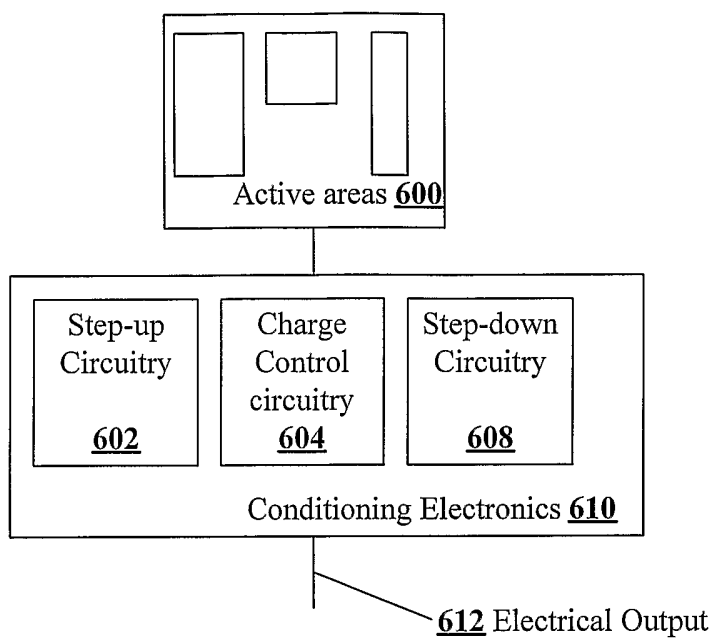 Active areas 600
Step-up
Circuitry
602
Charge
Control
circuitry
604
Step-down
Circuitry
608
Conditioning Electronics 610
612 Electrical Output